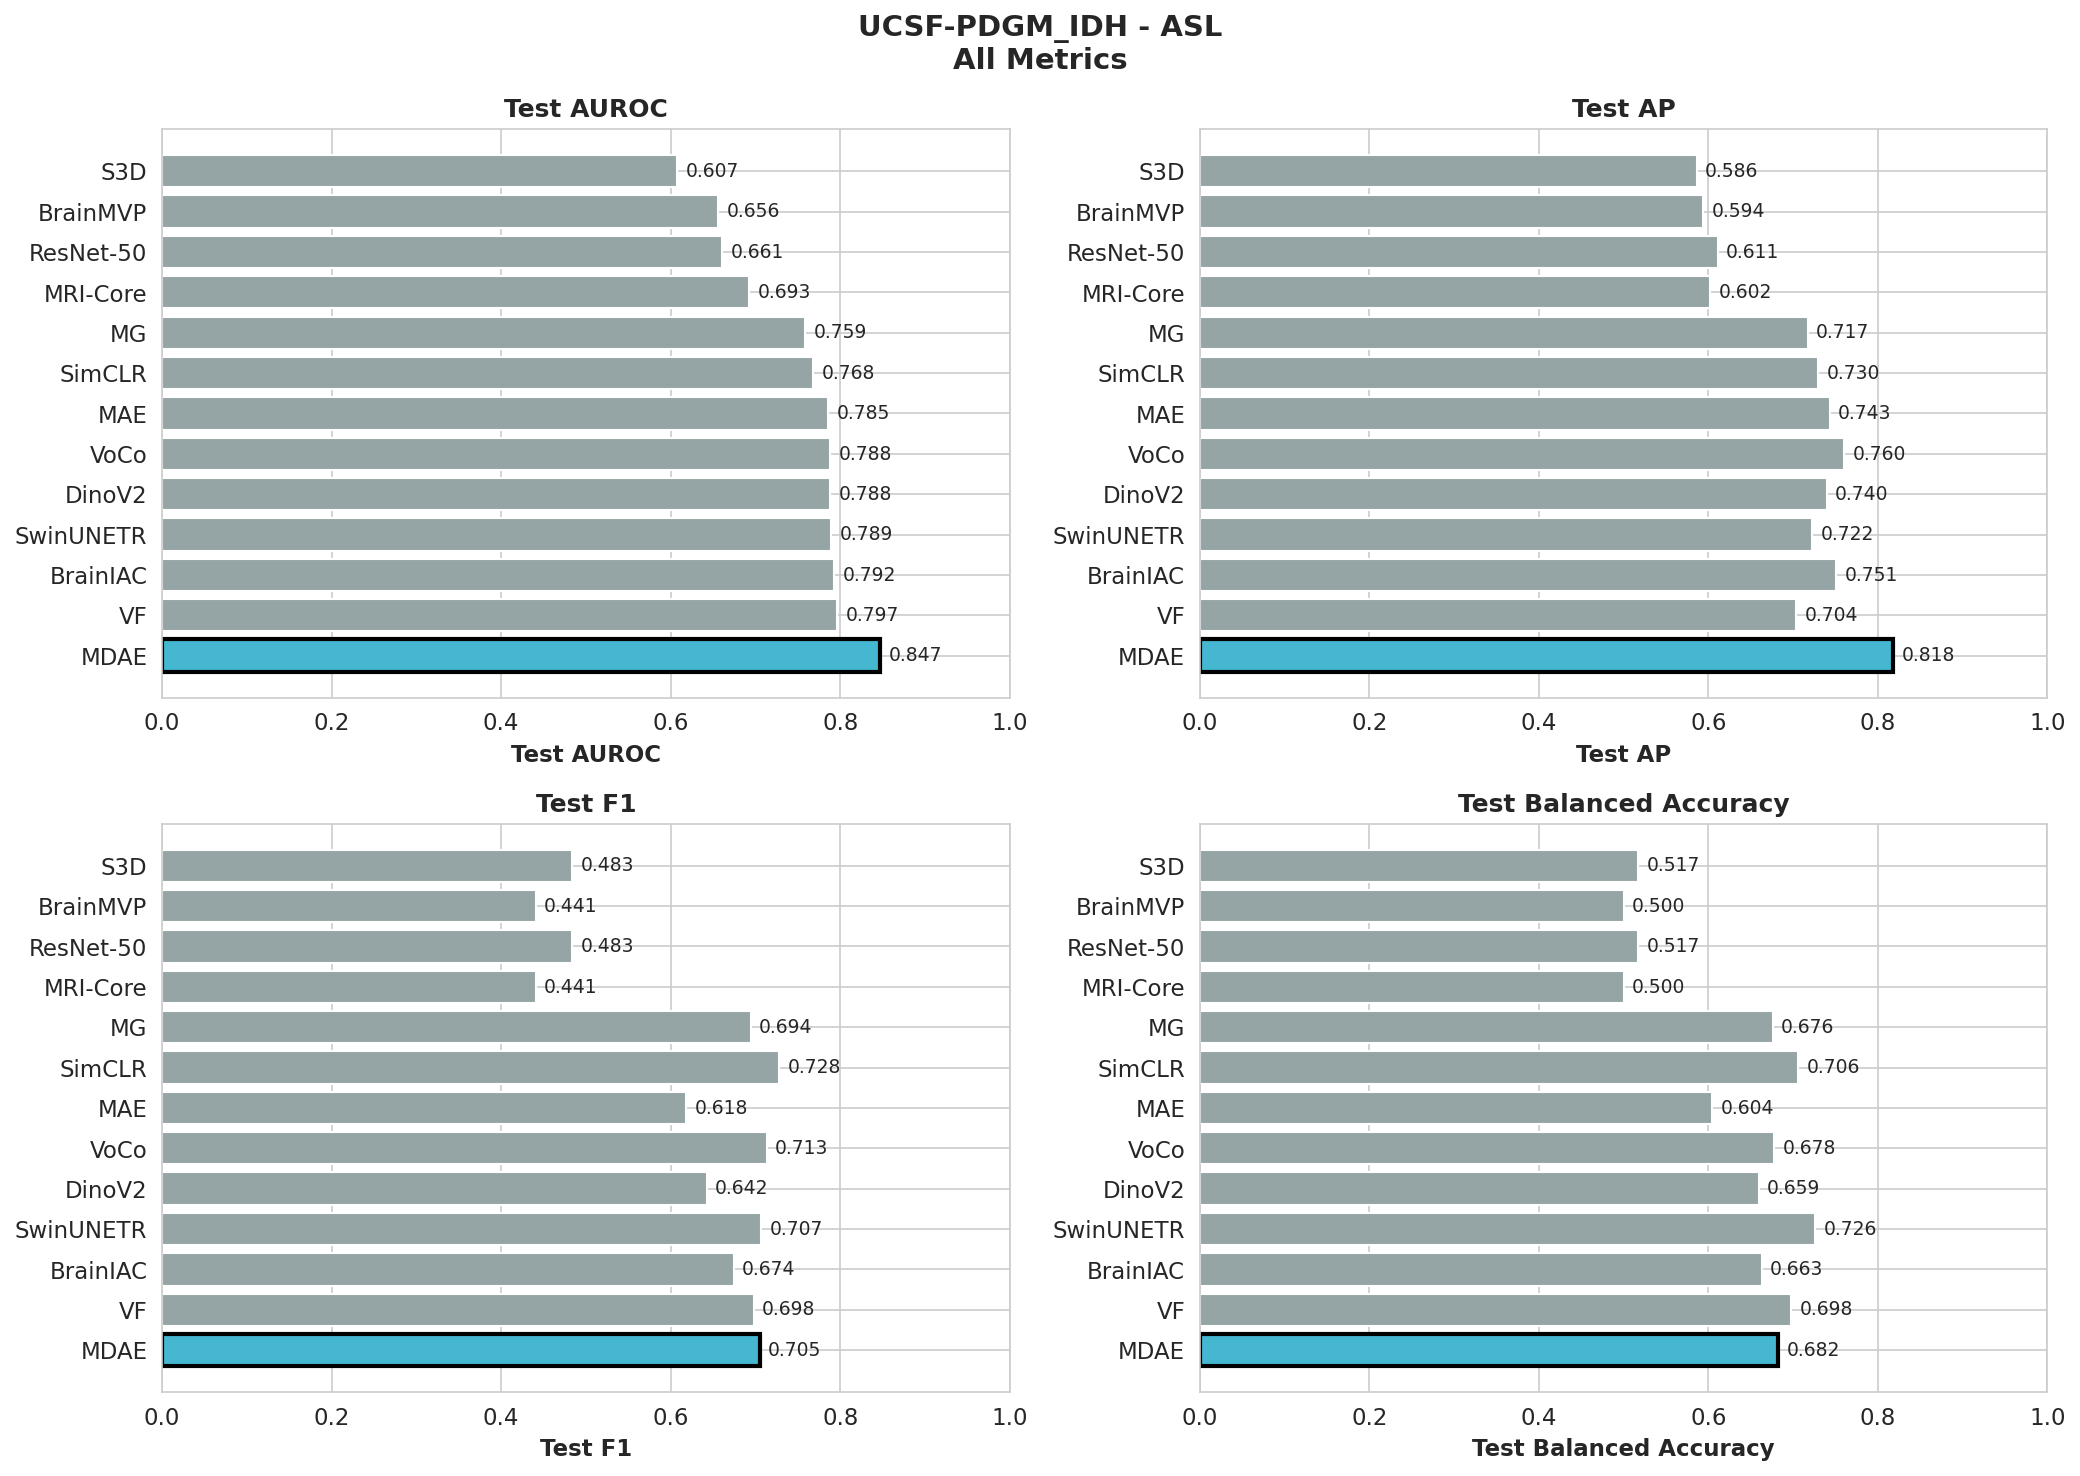 UCSF-PDGM_IDH - ASL
All Metrics
Test AUROC
S3D 0.607
BrainMVP 0.656
ResNet-50 0.661
MRI-Core 0.693
MG 0.759
SimCLR 0.768
MAE 0.785
VoCo 0.788
DinoV2 0.788
SwinUNETR 0.789
BrainIAC 0.792
VF 0.797
MDAE 0.847
0.0 0.2 0.4 0.6 0.8 1.0
Test AUROC
Test AP
S3D 0.586
BrainMVP 0.594
ResNet-50 0.611
MRI-Core 0.602
MG 0.717
SimCLR 0.730
MAE 0.743
VoCo 0.760
DinoV2 0.740
SwinUNETR 0.722
BrainIAC 0.751
VF 0.704
MDAE 0.818
0.0 0.2 0.4 0.6 0.8 1.0
Test AP
Test F1
S3D 0.483
BrainMVP 0.441
ResNet-50 0.483
MRI-Core 0.441
MG 0.694
SimCLR 0.728
MAE 0.618
VoCo 0.713
DinoV2 0.642
SwinUNETR 0.707
BrainIAC 0.674
VF 0.698
MDAE 0.705
0.0 0.2 0.4 0.6 0.8 1.0
Test F1
Test Balanced Accuracy
S3D 0.517
BrainMVP 0.500
ResNet-50 0.517
MRI-Core 0.500
MG 0.676
SimCLR 0.706
MAE 0.604
VoCo 0.678
DinoV2 0.659
SwinUNETR 0.726
BrainIAC 0.663
VF 0.698
MDAE 0.682
0.0 0.2 0.4 0.6 0.8 1.0
Test Balanced Accuracy